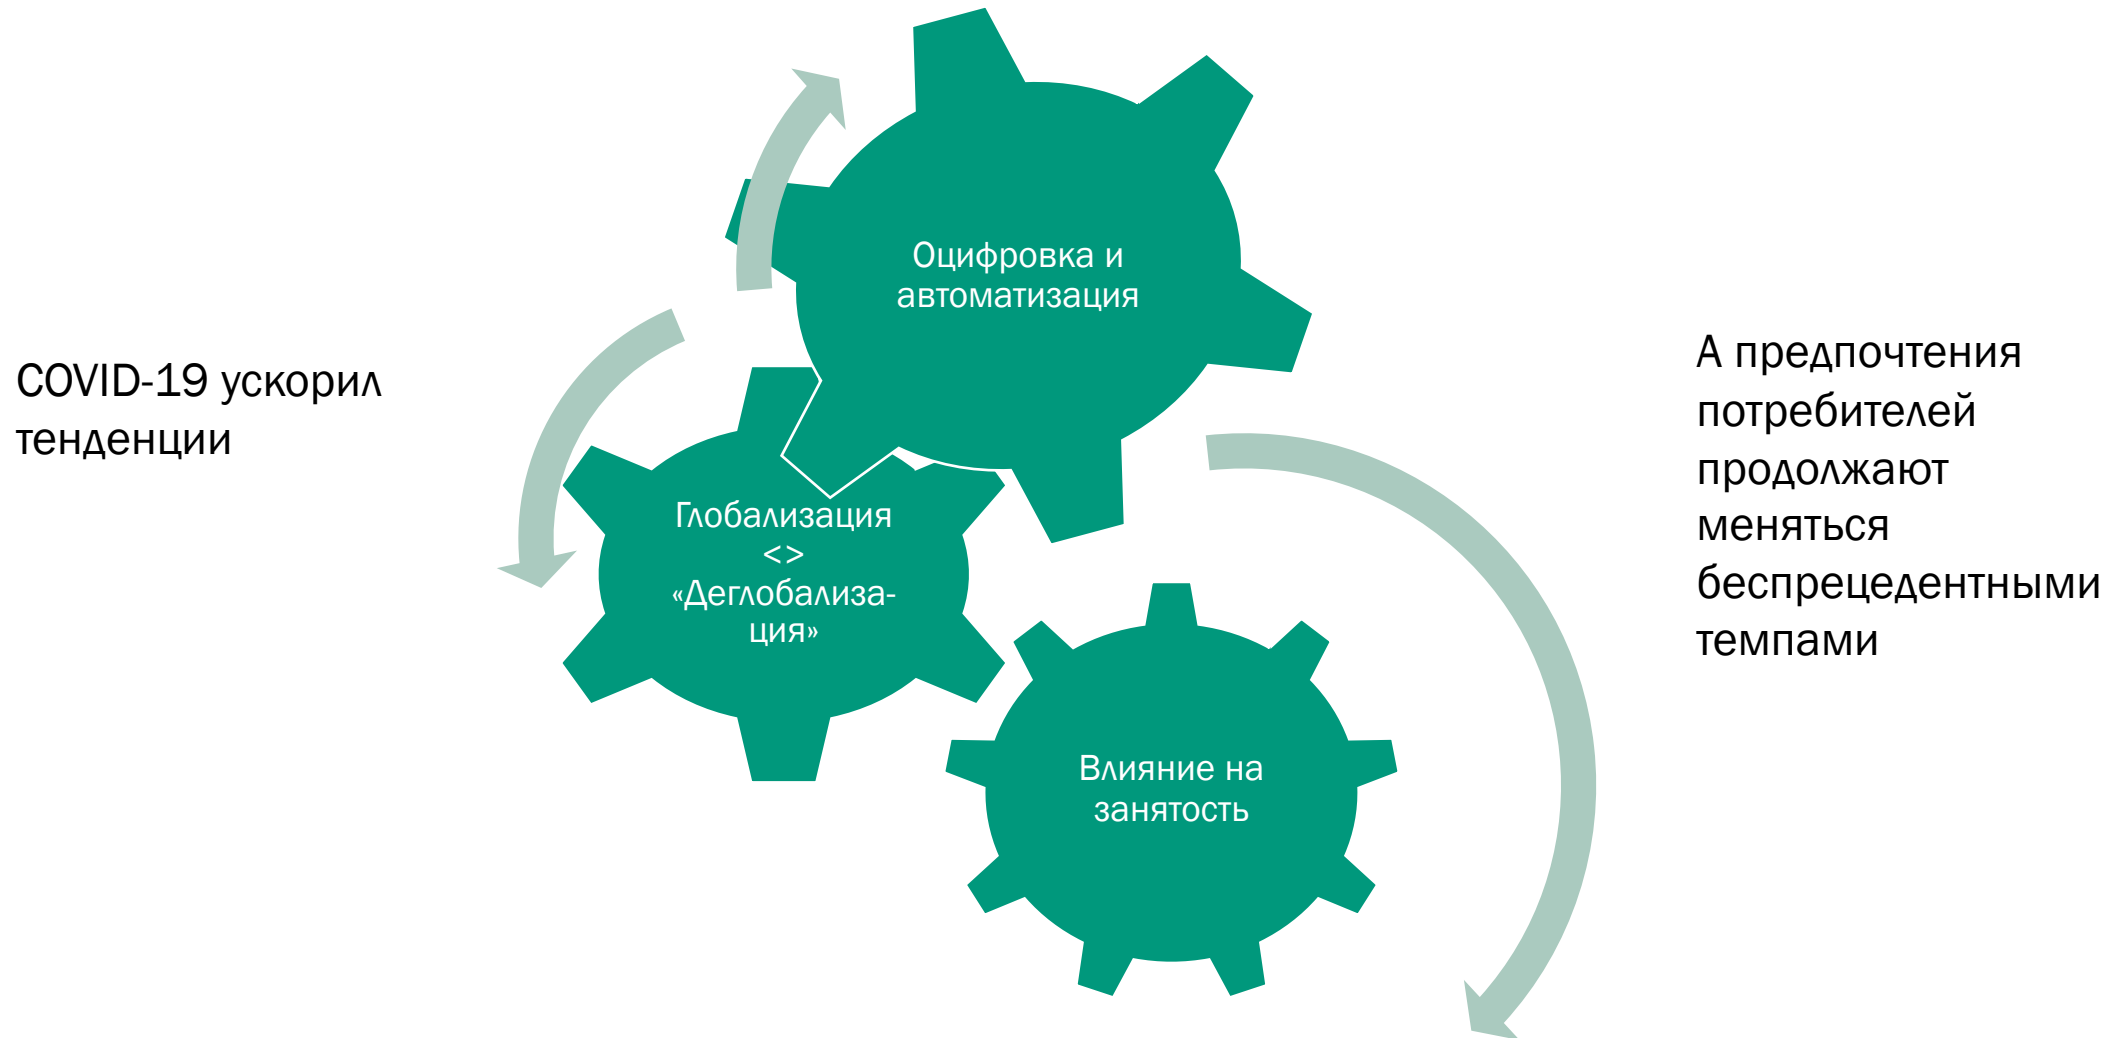 COVID-19 ускорил
тенденции
Оцифровка и
автоматизация
Глобализация
<>
«Деглобализа-
ция»
Влияние на
занятость
А предпочтения
потребителей
продолжают
меняться
беспрецедентными
темпами